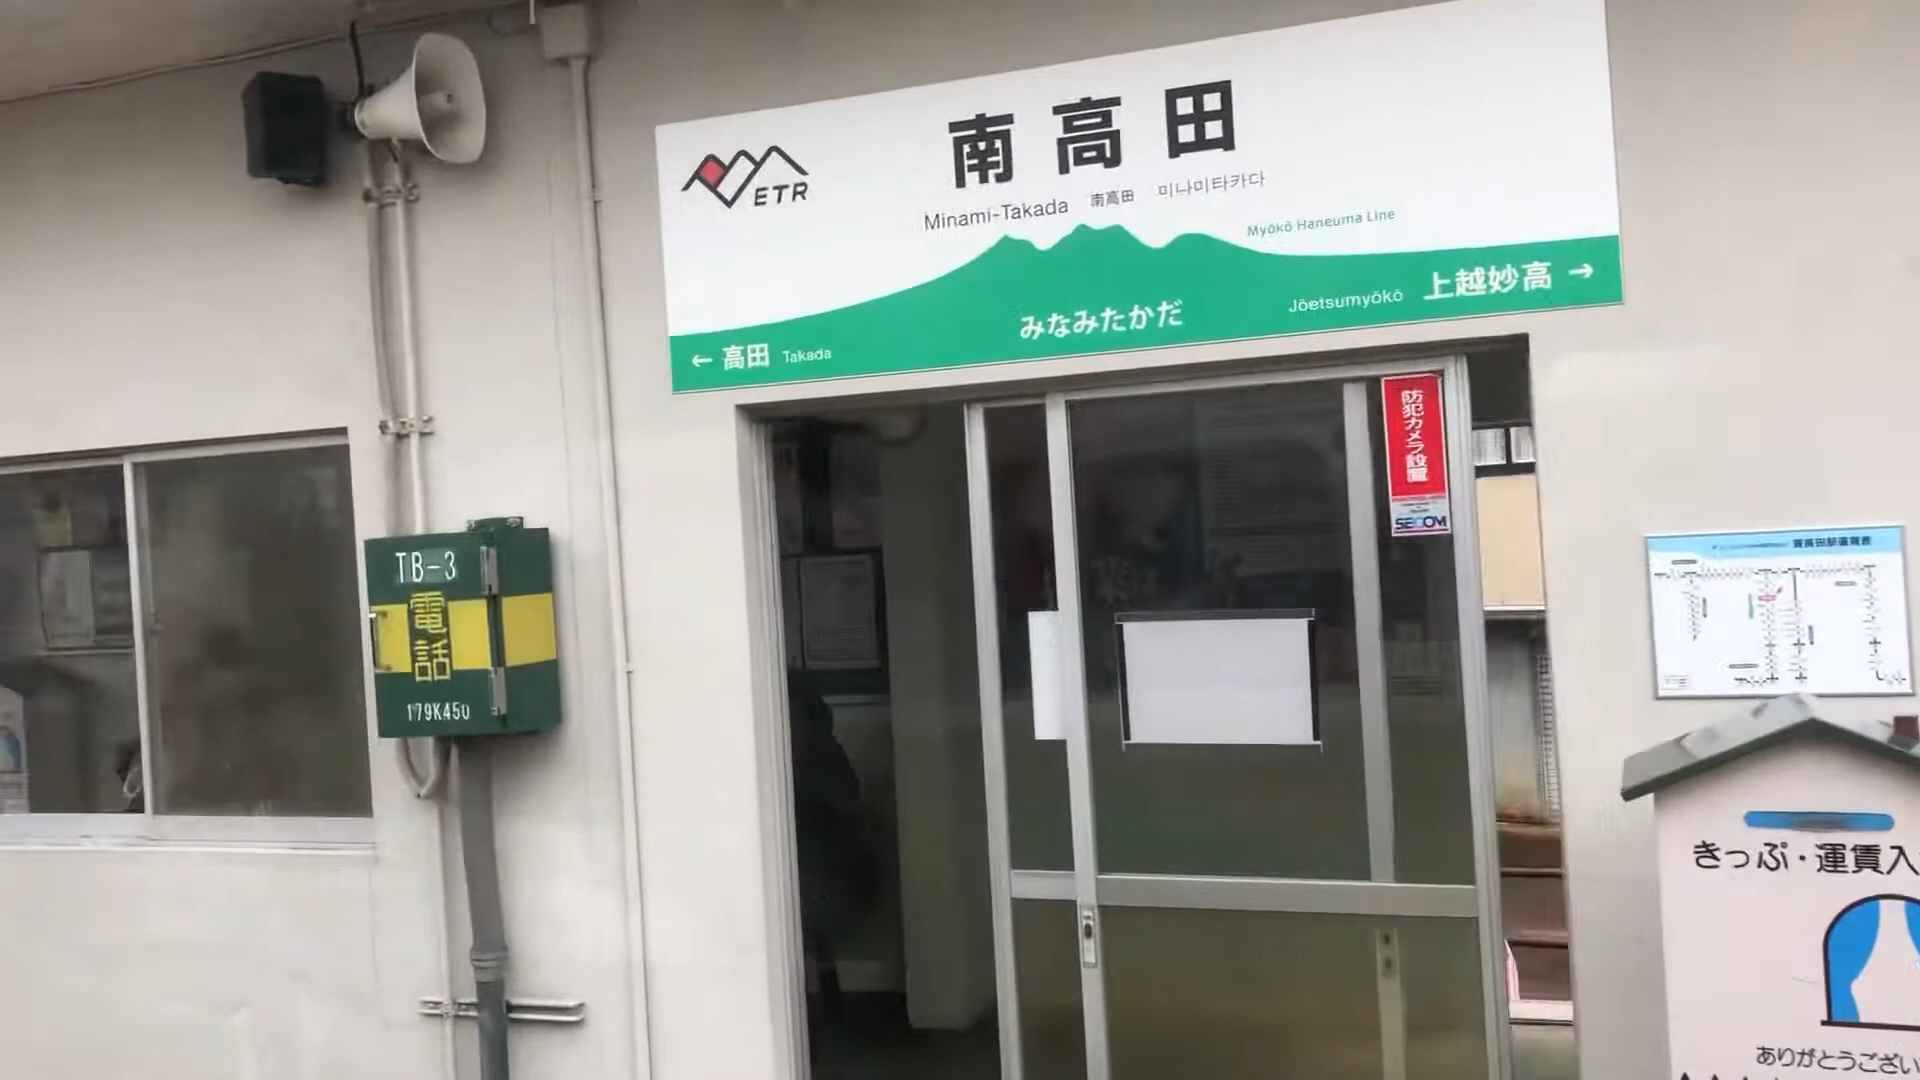 ETR
南高田
Minami-Takada 南高田 미나미타카다
Myōkō Haneuma Line
みなみたかだ
← 高田 Takada
Jōetsumyōkō 上越妙高 →
防犯カメラ設置
SECOM
TB-3
電話
179K450
きっぷ・運賃入
ありがとうござい